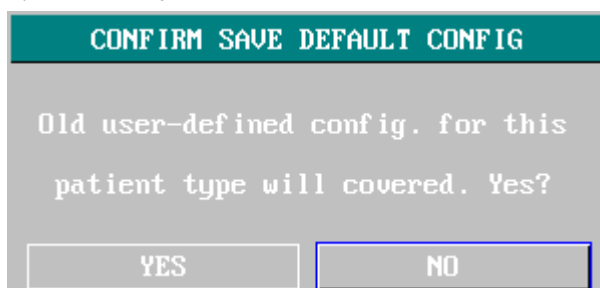 CONFIRM SAVE DEFAULT CONFIG
Old user-defined config. for this
patient type will covered. Yes?
YES
NO